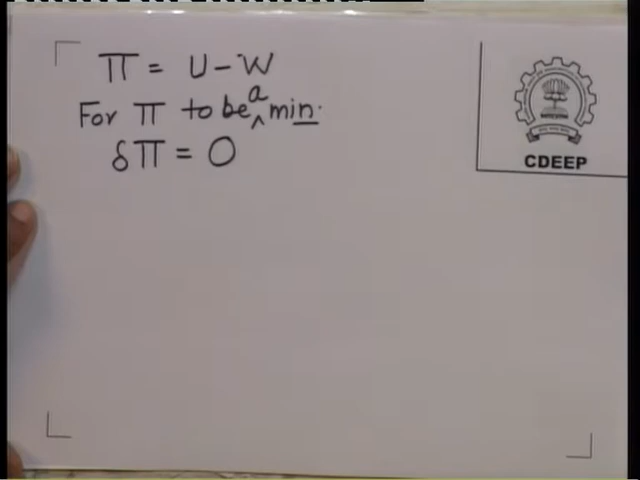 Π = U - W
For Π to be a min.
δΠ = 0
CDEEP